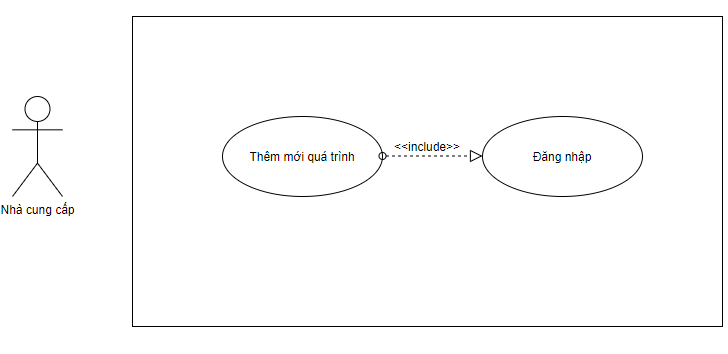 <<include>>
Thêm mới quá trình
Đăng nhập
Nhà cung cấp